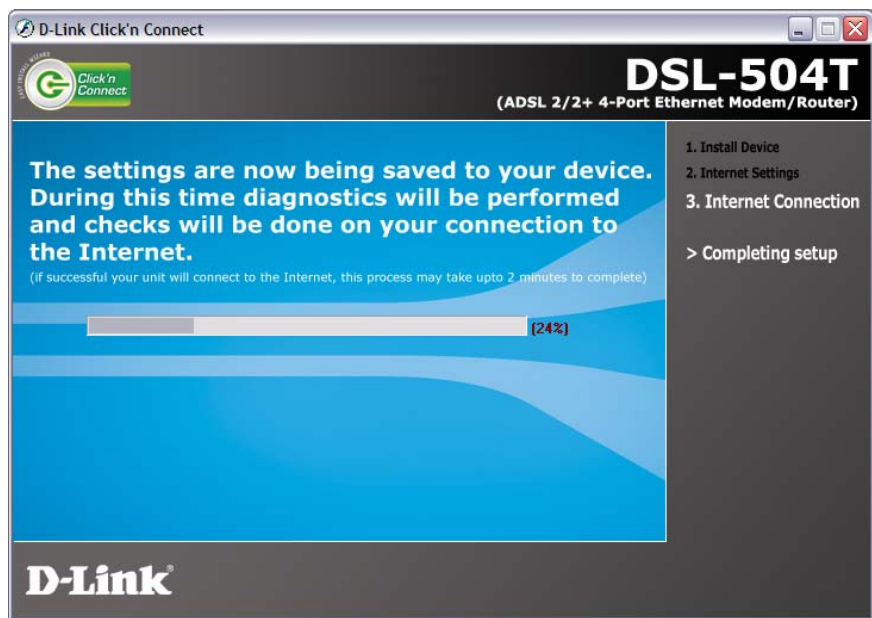 D-Link Click'n Connect
EASY INSTALL WIZARD
Click'n
Connect
DSL-504T
(ADSL 2/2+ 4-Port Ethernet Modem/Router)
The settings are now being saved to your device.
During this time diagnostics will be performed
and checks will be done on your connection to
the Internet.
(if successful your unit will connect to the Internet, this process may take upto 2 minutes to complete)
(24%)
1. Install Device
2. Internet Settings
3. Internet Connection
> Completing setup
D-Link®